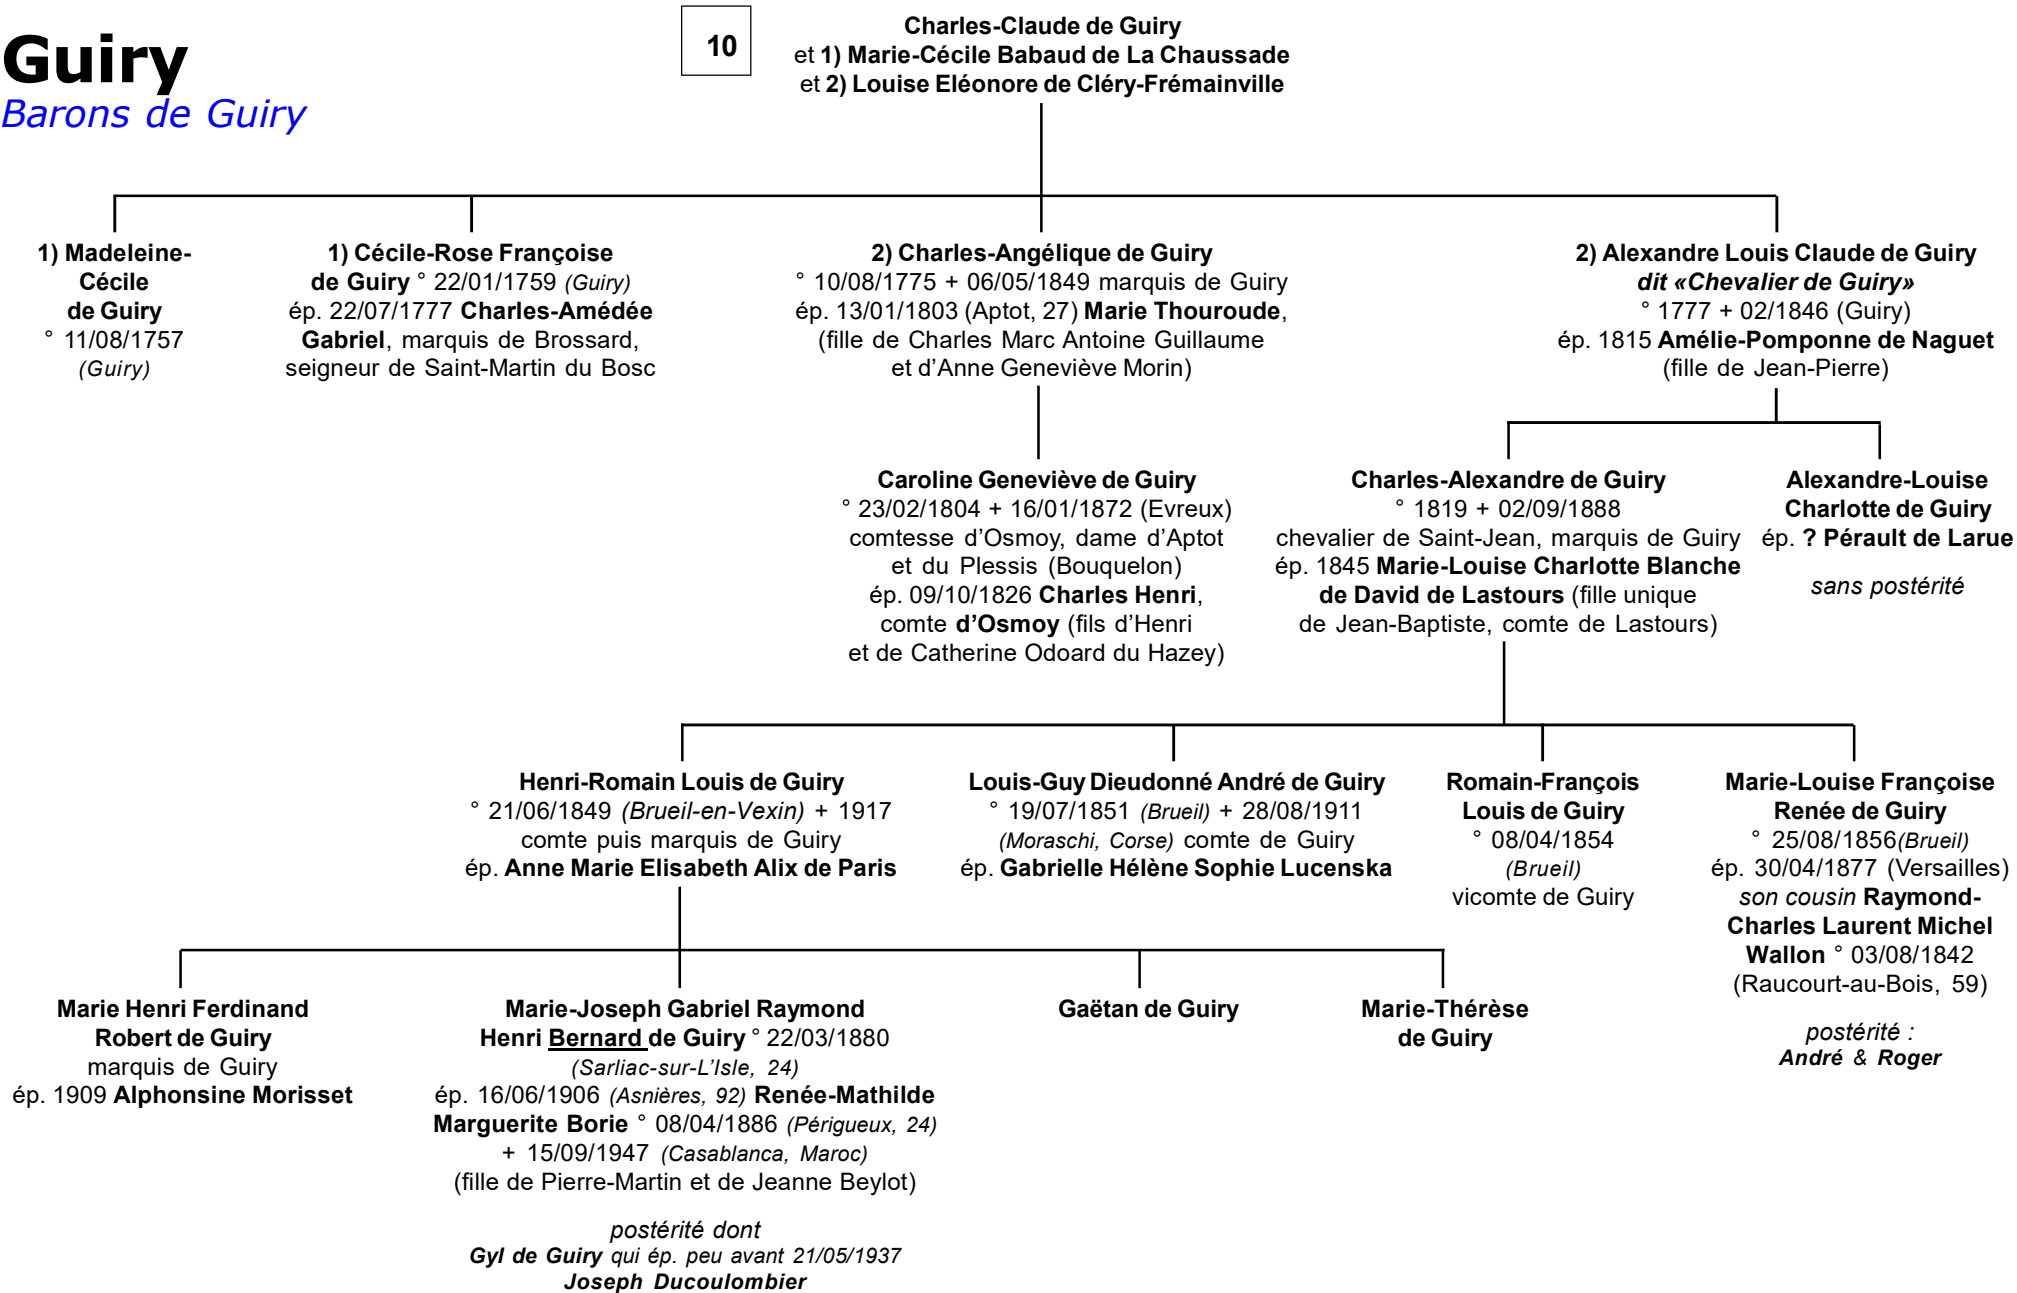 Guiry
Barons de Guiry
10
Charles-Claude de Guiry
et 1) Marie-Cécile Babaud de La Chaussade
et 2) Louise Eléonore de Cléry-Frémainville
1) Madeleine-
Cécile
de Guiry
° 11/08/1757
(Guiry)
1) Cécile-Rose Françoise
de Guiry ° 22/01/1759 (Guiry)
ép. 22/07/1777 Charles-Amédée
Gabriel, marquis de Brossard,
seigneur de Saint-Martin du Bosc
2) Charles-Angélique de Guiry
° 10/08/1775 + 06/05/1849 marquis de Guiry
ép. 13/01/1803 (Aptot, 27) Marie Thouroude,
(fille de Charles Marc Antoine Guillaume
et d'Anne Geneviève Morin)
2) Alexandre Louis Claude de Guiry
dit «Chevalier de Guiry»
° 1777 + 02/1846 (Guiry)
ép. 1815 Amélie-Pomponne de Naguet
(fille de Jean-Pierre)
Caroline Geneviève de Guiry
° 23/02/1804 + 16/01/1872 (Evreux)
comtesse d'Osmoy, dame d'Aptot
et du Plessis (Bouquelon)
ép. 09/10/1826 Charles Henri,
comte d'Osmoy (fils d'Henri
et de Catherine Odoard du Hazey)
Charles-Alexandre de Guiry
° 1819 + 02/09/1888
chevalier de Saint-Jean, marquis de Guiry
ép. 1845 Marie-Louise Charlotte Blanche
de David de Lastours (fille unique
de Jean-Baptiste, comte de Lastours)
Alexandre-Louise
Charlotte de Guiry
ép. ? Pérault de Larue
sans postérité
Henri-Romain Louis de Guiry
° 21/06/1849 (Brueil-en-Vexin) + 1917
comte puis marquis de Guiry
ép. Anne Marie Elisabeth Alix de Paris
Louis-Guy Dieudonné André de Guiry
° 19/07/1851 (Brueil) + 28/08/1911
(Moraschi, Corse) comte de Guiry
ép. Gabrielle Hélène Sophie Lucenska
Romain-François
Louis de Guiry
° 08/04/1854
(Brueil)
vicomte de Guiry
Marie-Louise Françoise
Renée de Guiry
° 25/08/1856(Brueil)
ép. 30/04/1877 (Versailles)
son cousin Raymond-
Charles Laurent Michel
Wallon ° 03/08/1842
(Raucourt-au-Bois, 59)
postérité :
André & Roger
Marie Henri Ferdinand
Robert de Guiry
marquis de Guiry
ép. 1909 Alphonsine Morisset
Marie-Joseph Gabriel Raymond
Henri Bernard de Guiry ° 22/03/1880
(Sarliac-sur-L'Isle, 24)
ép. 16/06/1906 (Asnières, 92) Renée-Mathilde
Marguerite Borie ° 08/04/1886 (Périgueux, 24)
+ 15/09/1947 (Casablanca, Maroc)
(fille de Pierre-Martin et de Jeanne Beylot)
postérité dont
Gyl de Guiry qui ép. peu avant 21/05/1937
Joseph Ducoulombier
Gaëtan de Guiry
Marie-Thérèse
de Guiry